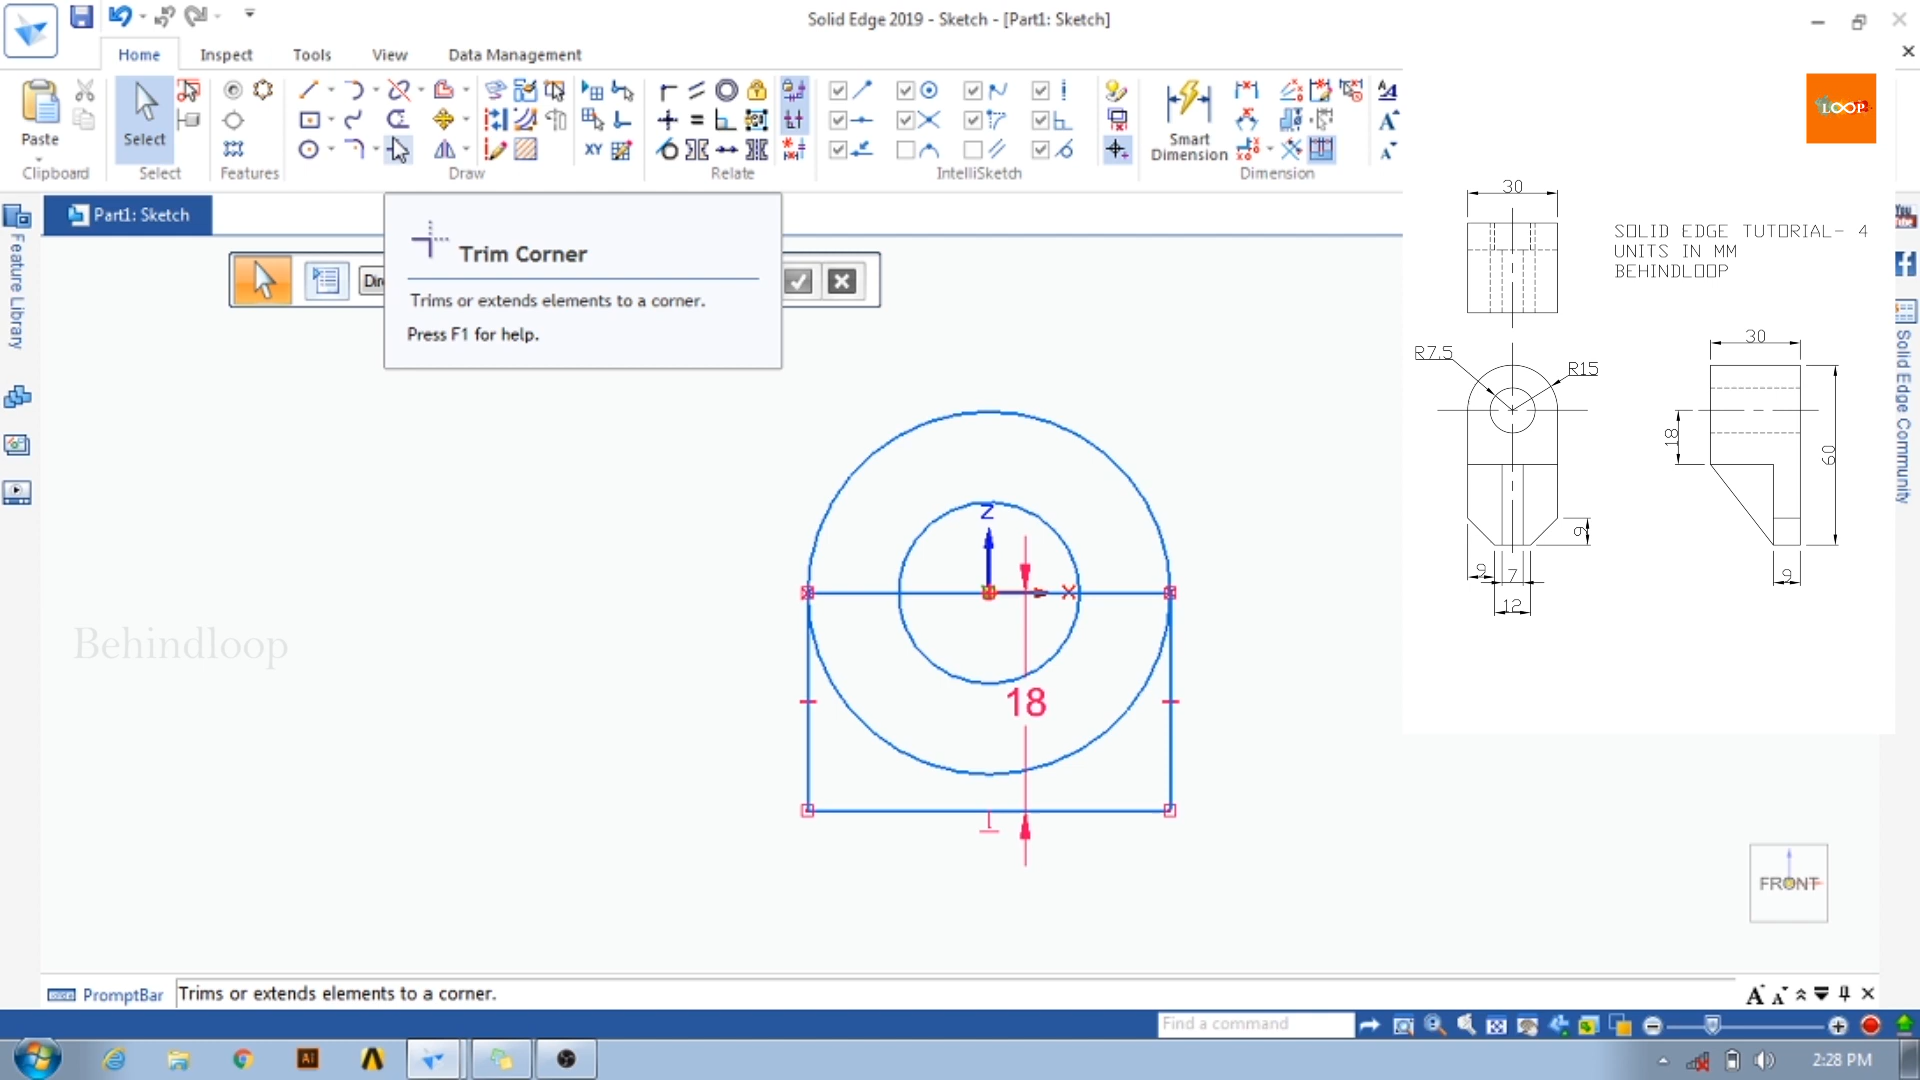 Solid Edge 2019 - Sketch - [Part1: Sketch]
Home
Inspect
Tools
View
Data Management
Paste
Clipboard
Select
Select
Features
Draw
XY
Relate
IntelliSketch
Smart
Dimension
Dimension
LOOP
Part1: Sketch
Feature Library
Trim Corner
Trims or extends elements to a corner.
Press F1 for help.
30
SOLID EDGE TUTORIAL- 4
UNITS IN MM
BEHINDLOOP
R7.5
R15
30
18
60
9
9
7
12
9
You
Solid Edge Community
Z
X
18
Behindloop
FRONT
PromptBar
Trims or extends elements to a corner.
Find a command
Ai
2:28 PM